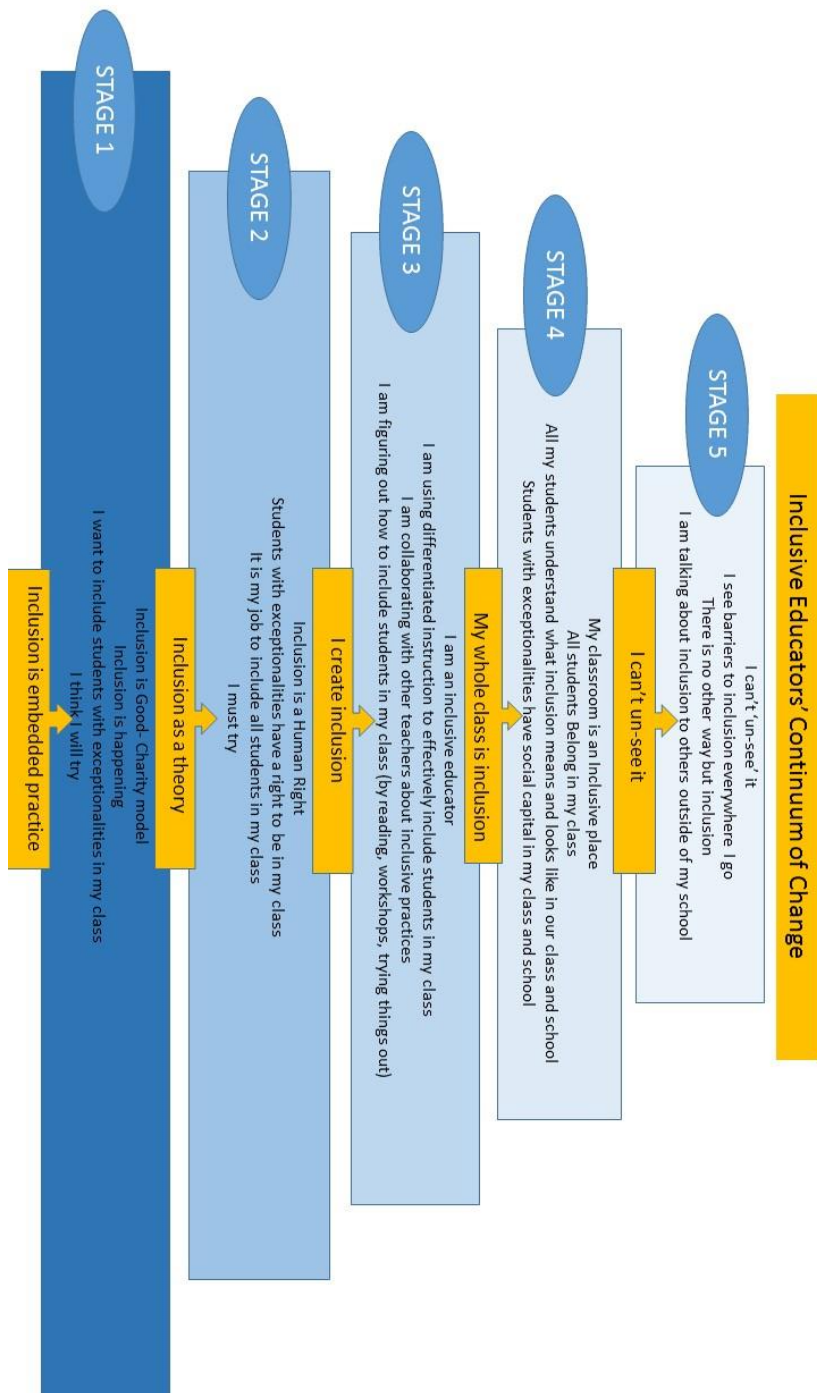 Inclusive Educators' Continuum of Change
STAGE 5
I can't 'un-see' it
I see barriers to inclusion everywhere I go
There is no other way but inclusion
I am talking about inclusion to others outside of my school
I can't un-see it
STAGE 4
My classroom is an Inclusive place
All students Belong in my class
All my students understand what inclusion means and looks like in our class and school
Students with exceptionalities have social capital in my class and school
My whole class is inclusion
STAGE 3
I am an inclusive educator
I am using differentiated instruction to effectively include students in my class
I am collaborating with other teachers about inclusive practices
I am figuring out how to include students in my class (by reading, workshops, trying things out)
I create inclusion
STAGE 2
Inclusion is a Human Right
Students with exceptionalities have a right to be in my class
It is my job to include all students in my class
I must try
Inclusion as a theory
STAGE 1
Inclusion is Good- Charity model
Inclusion is happening
I want to include students with exceptionalities in my class
I think I will try
Inclusion is embedded practice